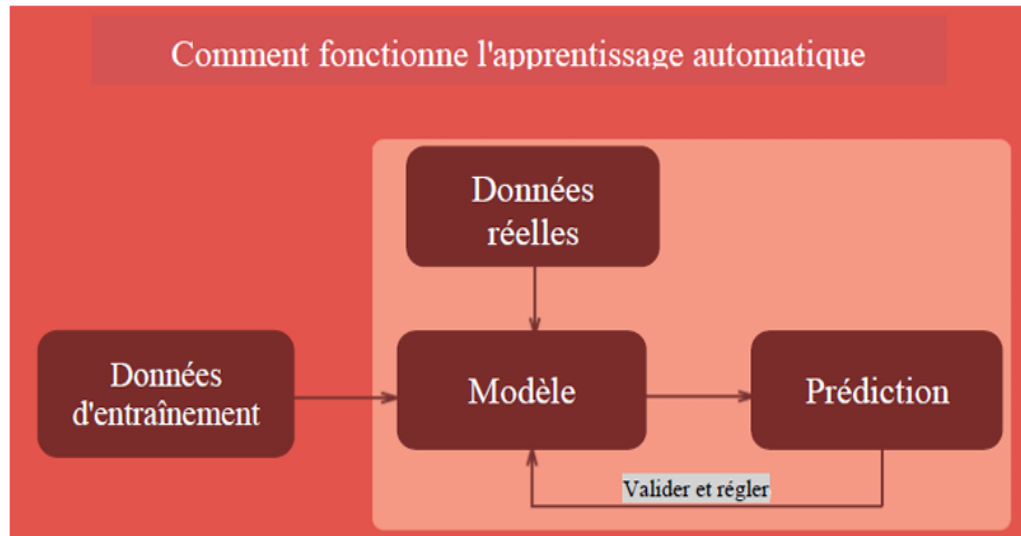 Comment fonctionne l'apprentissage automatique
Données
réelles
Données
d'entraînement
Modèle
Prédiction
Valider et régler